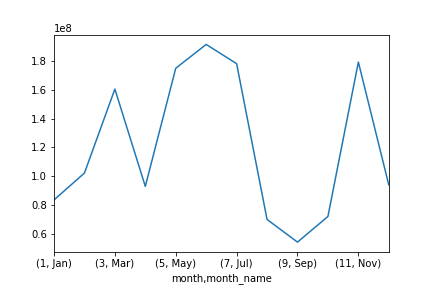 1e8
1.8
1.6
1.4
1.2
1.0
0.8
0.6
(1, Jan) (3, Mar) (5, May) (7, Jul) (9, Sep) (11, Nov)
month,month_name